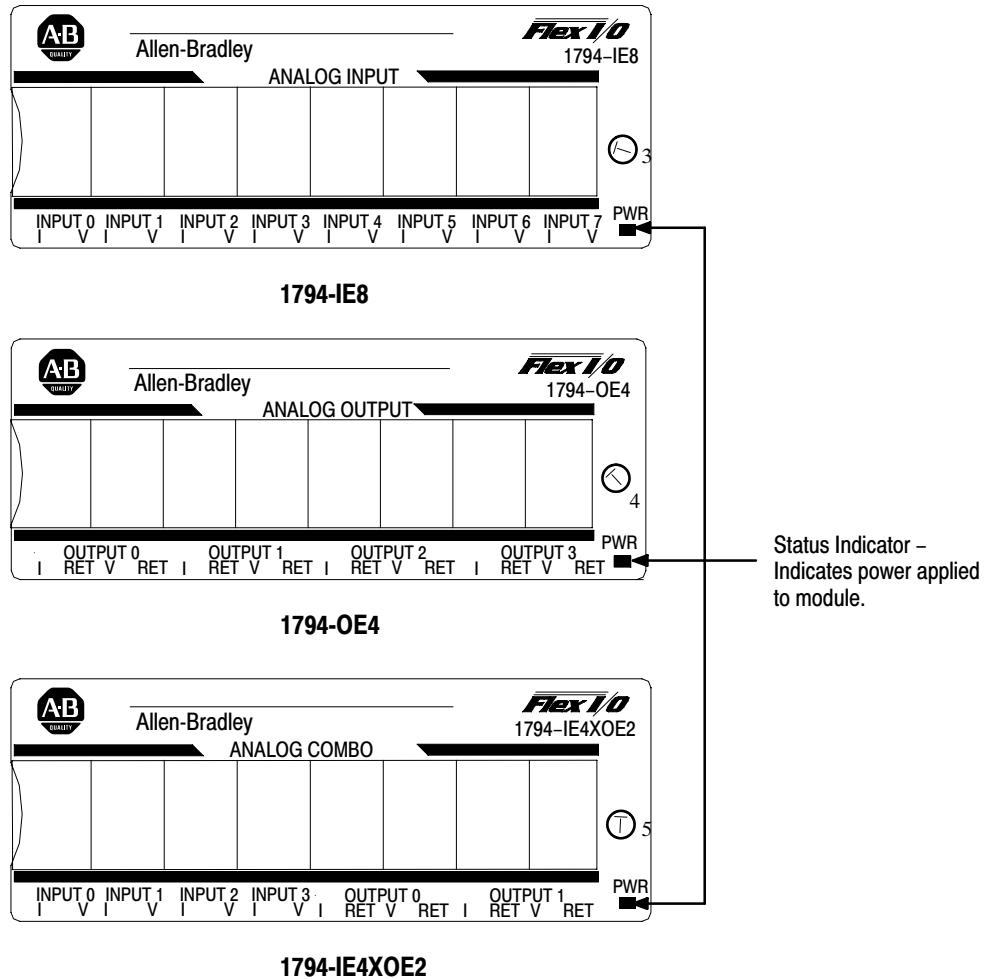 A·B
QUALITY
Allen-Bradley
Flex I/O
1794–IE8
ANALOG INPUT
3
INPUT 0 INPUT 1 INPUT 2 INPUT 3 INPUT 4 INPUT 5 INPUT 6 INPUT 7
I V I V I V I V I V I V I V I V
PWR
1794-IE8
A·B
QUALITY
Allen-Bradley
Flex I/O
1794–OE4
ANALOG OUTPUT
4
OUTPUT 0 OUTPUT 1 OUTPUT 2 OUTPUT 3
I RET V RET I RET V RET I RET V RET I RET V RET
PWR
Status Indicator –
Indicates power applied
to module.
1794-OE4
A·B
QUALITY
Allen-Bradley
Flex I/O
1794–IE4XOE2
ANALOG COMBO
5
INPUT 0 INPUT 1 INPUT 2 INPUT 3 OUTPUT 0 OUTPUT 1
I V I V I V I V I RET V RET I RET V RET
PWR
1794-IE4XOE2